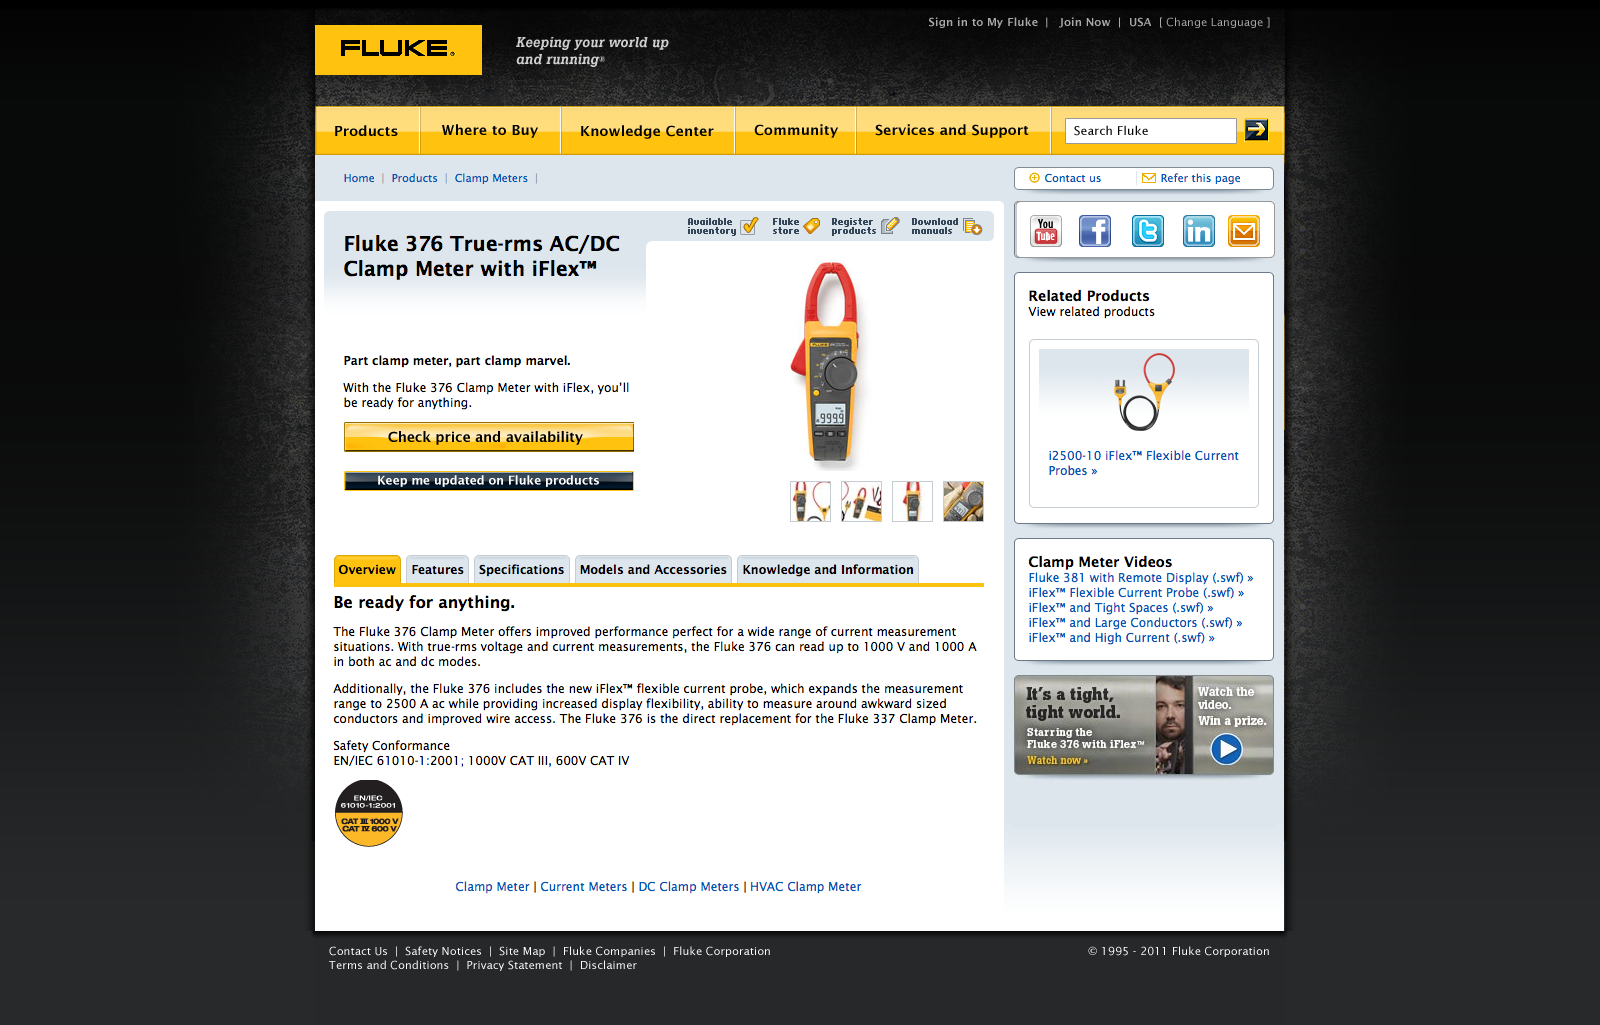 Sign in to My Fluke | Join Now | USA [ Change Language ]
FLUKE®
Keeping your world up
and running®
Products
Where to Buy
Knowledge Center
Community
Services and Support
Search Fluke
Home | Products | Clamp Meters |
Contact us
Refer this page
Available
inventory
Fluke
store
Register
products
Download
manuals
You
Tube
Fluke 376 True-rms AC/DC
Clamp Meter with iFlex™
FLUKE
Part clamp meter, part clamp marvel.
With the Fluke 376 Clamp Meter with iFlex, you'll
be ready for anything.
Check price and availability
Keep me updated on Fluke products
Related Products
View related products
i2500-10 iFlex™ Flexible Current
Probes »
Clamp Meter Videos
Fluke 381 with Remote Display (.swf) »
iFlex™ Flexible Current Probe (.swf) »
iFlex™ and Tight Spaces (.swf) »
iFlex™ and Large Conductors (.swf) »
iFlex™ and High Current (.swf) »
It's a tight,
tight world.
Starring the
Fluke 376 with iFlex™
Watch now »
Watch the
video.
Win a prize.
Overview
Features
Specifications
Models and Accessories
Knowledge and Information
Be ready for anything.
The Fluke 376 Clamp Meter offers improved performance perfect for a wide range of current measurement
situations. With true-rms voltage and current measurements, the Fluke 376 can read up to 1000 V and 1000 A
in both ac and dc modes.
Additionally, the Fluke 376 includes the new iFlex™ flexible current probe, which expands the measurement
range to 2500 A ac while providing increased display flexibility, ability to measure around awkward sized
conductors and improved wire access. The Fluke 376 is the direct replacement for the Fluke 337 Clamp Meter.
Safety Conformance
EN/IEC 61010-1:2001; 1000V CAT III, 600V CAT IV
EN/IEC
61010-1:2001
CAT III 1000 V
CAT IV 600 V
Clamp Meter | Current Meters | DC Clamp Meters | HVAC Clamp Meter
Contact Us | Safety Notices | Site Map | Fluke Companies | Fluke Corporation
Terms and Conditions | Privacy Statement | Disclaimer
© 1995 - 2011 Fluke Corporation